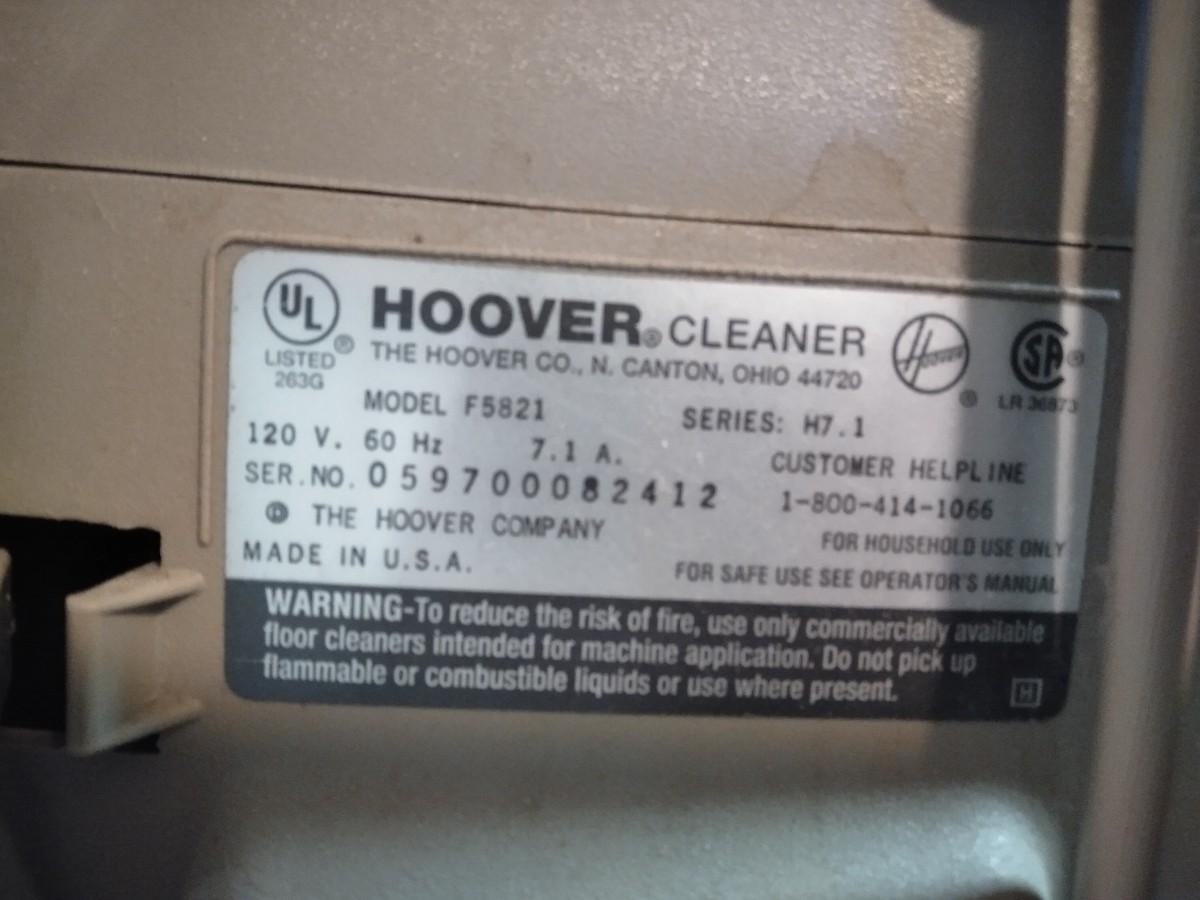 UL ® HOOVER® CLEANER Hoover ® SA ®
LISTED THE HOOVER CO., N. CANTON, OHIO 44720
263G LR 36873
MODEL F5821 SERIES: H7.1
120 V. 60 Hz 7.1 A. CUSTOMER HELPLINE
SER.NO. 059700082412 1-800-414-1066
© THE HOOVER COMPANY FOR HOUSEHOLD USE ONLY
MADE IN U.S.A. FOR SAFE USE SEE OPERATOR'S MANUAL
WARNING-To reduce the risk of fire, use only commercially available
floor cleaners intended for machine application. Do not pick up
flammable or combustible liquids or use where present.
H